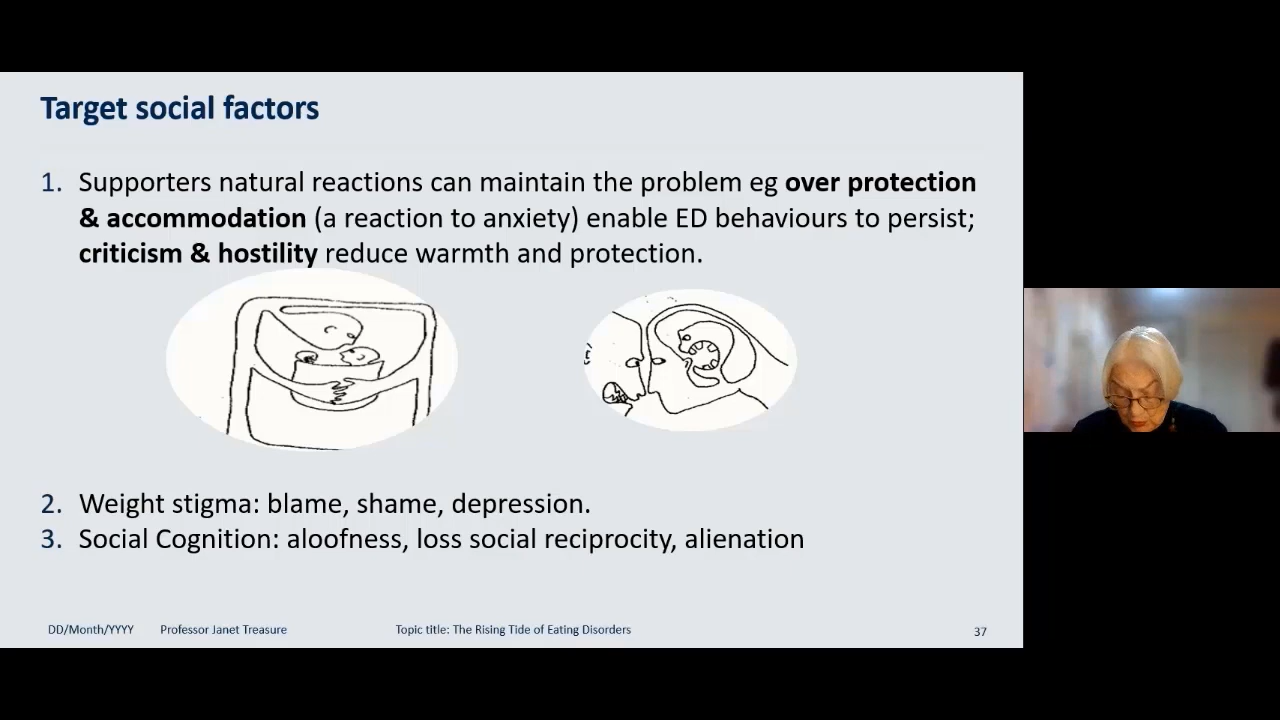 Target social factors
1. Supporters natural reactions can maintain the problem eg over protection
& accommodation (a reaction to anxiety) enable ED behaviours to persist;
criticism & hostility reduce warmth and protection.
2. Weight stigma: blame, shame, depression.
3. Social Cognition: aloofness, loss social reciprocity, alienation
DD/Month/YYYY Professor Janet Treasure Topic title: The Rising Tide of Eating Disorders 37